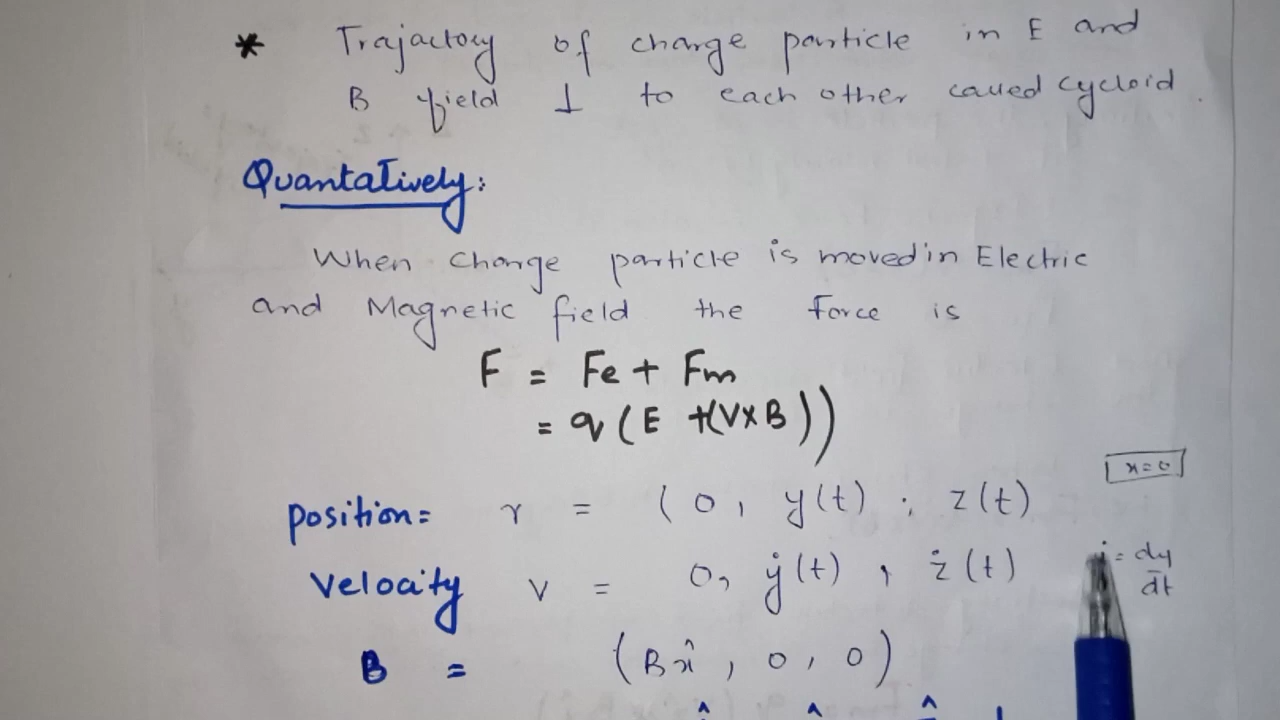 * Trajactory of charge particle in E and
B field ⊥ to each other called cycloid.
Quantatively:
When charge particle is moved in Electric
and Magnetic field the force is
F = Fe + Fm
= q (E +(V×B))
x=0
position= r = (0, y(t), z(t)
Velocity v = 0, ẏ(t), ż(t)
= dy/dt
B = (Bx̂, 0, 0)